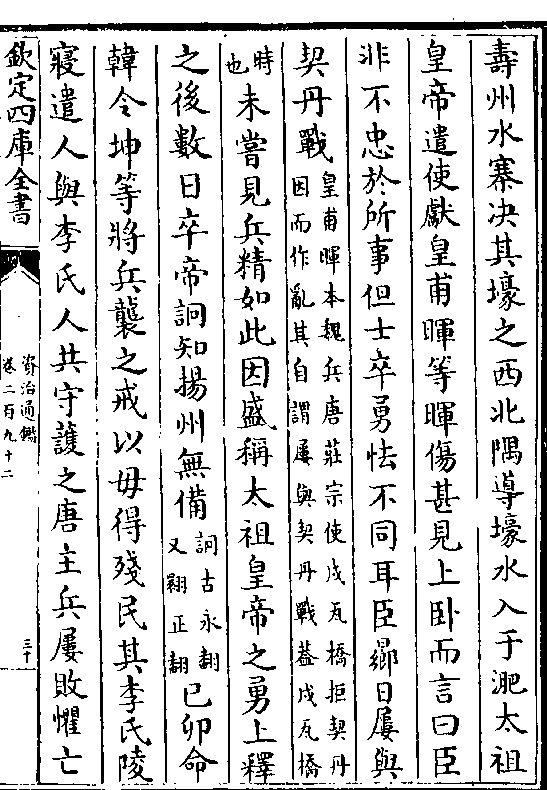 壽州水寨決其壕之西北隅導壕水入于淝太祖
皇帝遣使獻皇甫暉等暉傷甚見上卧而言曰臣
非不忠於所事但士卒勇怯不同耳臣曏日屢與
契丹戰皇甫暉本魏兵唐莊宗使戍瓦橋拒契丹
因而作亂其自謂屢與契丹戰葢戍瓦橋
時
也未嘗見兵精如此因盛稱太祖皇帝之勇上釋
之後數日卒帝詗知揚州無備詗古永翻
又翾正翻已卯命
韓令坤等將兵襲之戒以毋得殘民其李氏陵
寢遣人與李氏人共守護之唐主兵屢敗懼亡
欽定四庫全書
資治通鑑
卷二百九十二
三十